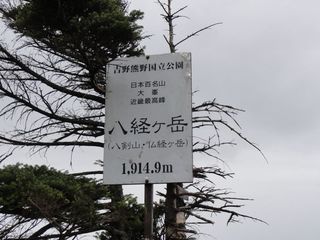 吉野熊野国立公園
日本百名山
大峯
近畿最高峰
八経ヶ岳
(八剣山・仏経ヶ岳)
1,914.9m